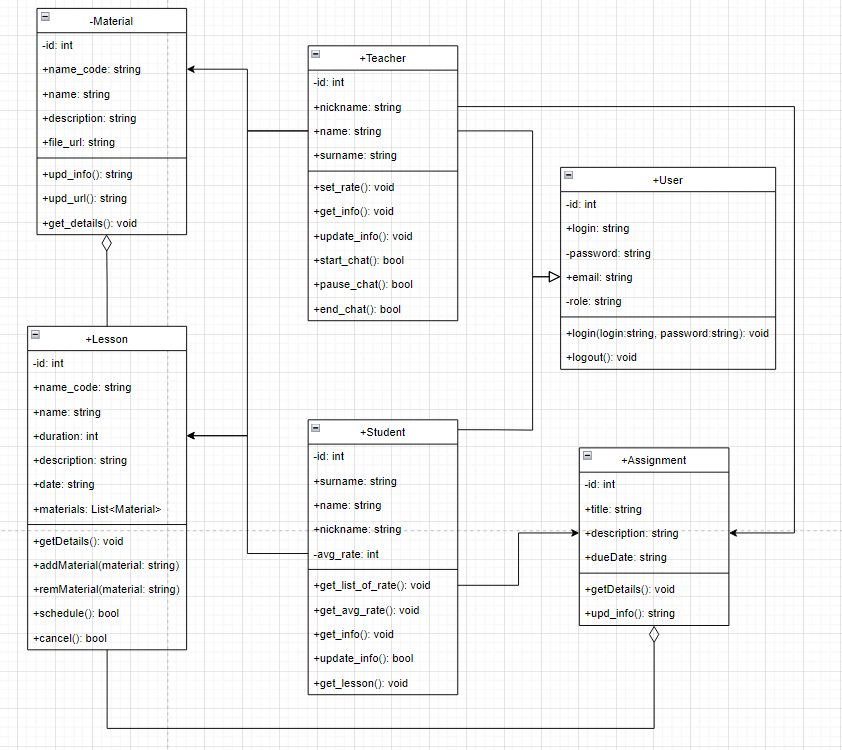 -Material
-id: int
+name_code: string
+name: string
+description: string
+file_url: string
+upd_info(): string
+upd_url(): string
+get_details(): void
+Teacher
-id: int
+nickname: string
+name: string
+surname: string
+set_rate(): void
+get_info(): void
+update_info(): void
+start_chat(): bool
+pause_chat(): bool
+end_chat(): bool
+User
-id: int
+login: string
-password: string
+email: string
-role: string
+login(login:string, password:string): void
+logout(): void
+Lesson
-id: int
+name_code: string
+name: string
+duration: int
+description: string
+date: string
+materials: List<Material>
+getDetails(): void
+addMaterial(material: string)
+remMaterial(material: string)
+schedule(): bool
+cancel(): bool
+Student
-id: int
+surname: string
+name: string
+nickname: string
-avg_rate: int
+get_list_of_rate(): void
+get_avg_rate(): void
+get_info(): void
+update_info(): bool
+get_lesson(): void
+Assignment
-id: int
+title: string
+description: string
+dueDate: string
+getDetails(): void
+upd_info(): string